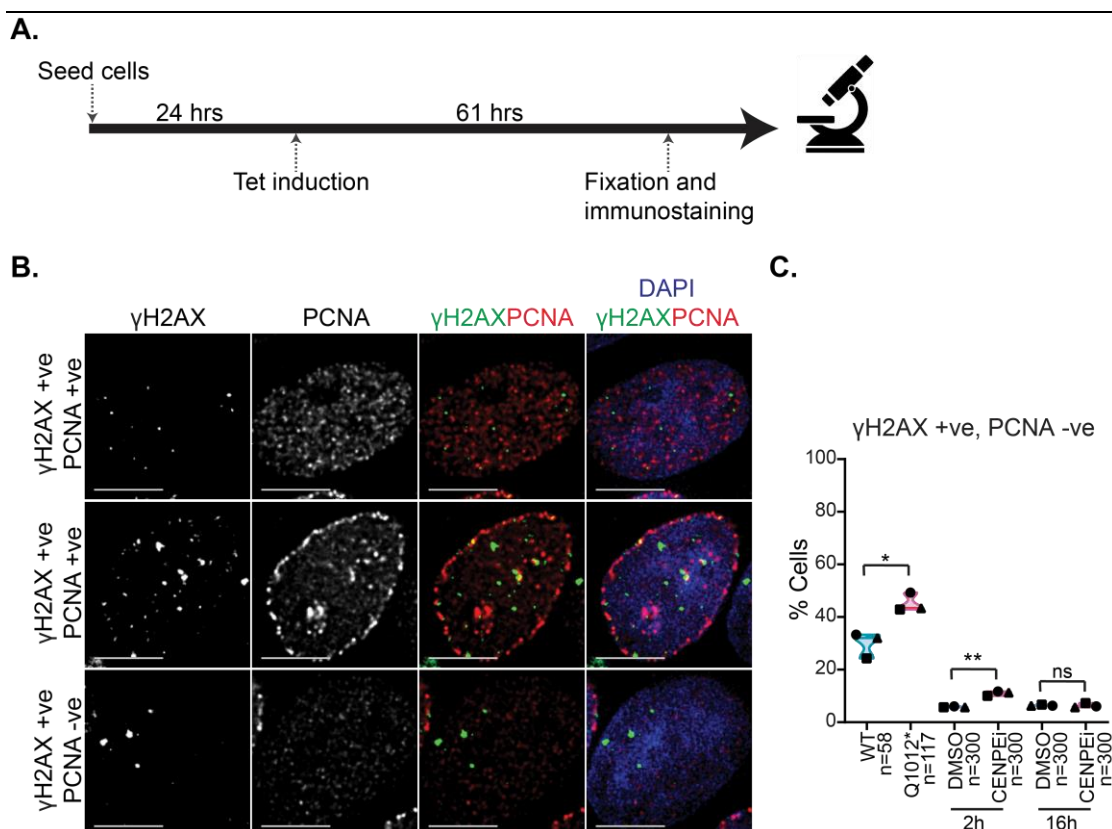 A.
Seed cells
24 hrs
61 hrs
Tet induction
Fixation and
immunostaining
B.
DAPI
γH2AX
PCNA
γH2AXPCNA
γH2AXPCNA
γH2AX +ve
PCNA +ve
γH2AX +ve
PCNA +ve
γH2AX +ve
PCNA -ve
C.
γH2AX +ve, PCNA -ve
% Cells
100
80
60
40
20
0
*
**
ns
WT
n=58
Q1012*
n=117
DMSO
n=300
CENPEi
n=300
DMSO
n=300
CENPEi
n=300
2h
16h